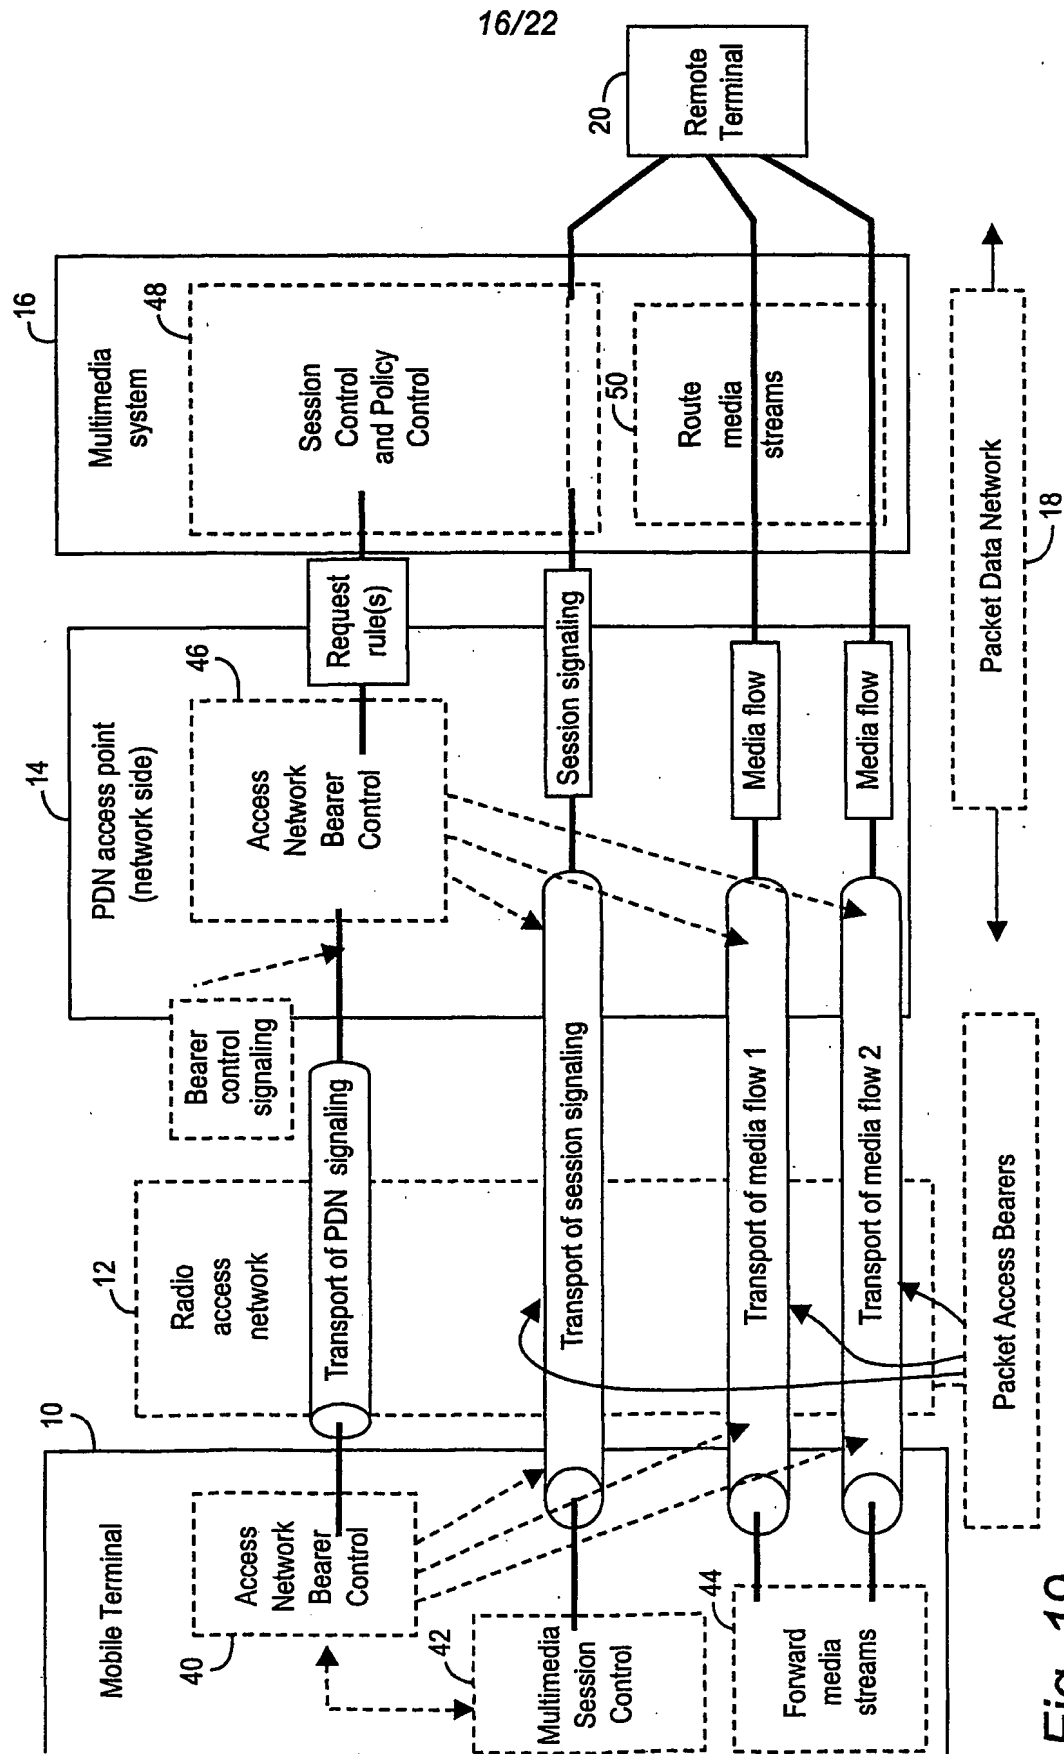 16/22
Mobile Terminal
10
Access
Network
Bearer
Control
40
Multimedia
Session
Control
42
Forward
media
streams
44
12
Radio
access
network
Transport of PDN signaling
Bearer
control
signaling
14
PDN access point
(network side)
46
Access
Network
Bearer
Control
Request
rule(s)
16
Multimedia
system
48
Session
Control
and Policy
Control
Transport of session signaling
Session signaling
50
Route
media
streams
Transport of media flow 1
Media flow
Transport of media flow 2
Media flow
20
Remote
Terminal
Packet Access Bearers
Packet Data Network
18